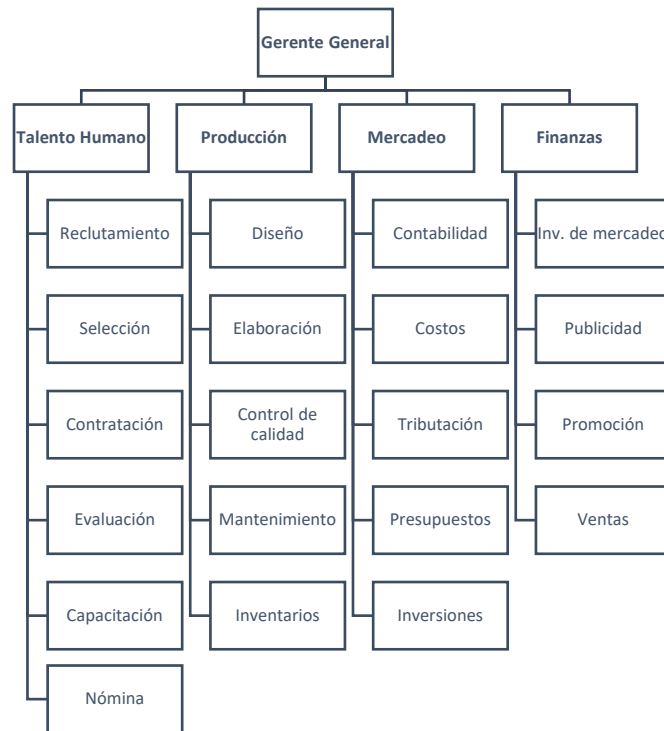 Gerente General
Talento Humano
Producción
Mercadeo
Finanzas
Reclutamiento
Diseño
Contabilidad
Inv. de mercadeo
Selección
Elaboración
Costos
Publicidad
Contratación
Control de
calidad
Tributación
Promoción
Evaluación
Mantenimiento
Presupuestos
Ventas
Capacitación
Inventarios
Inversiones
Nómina